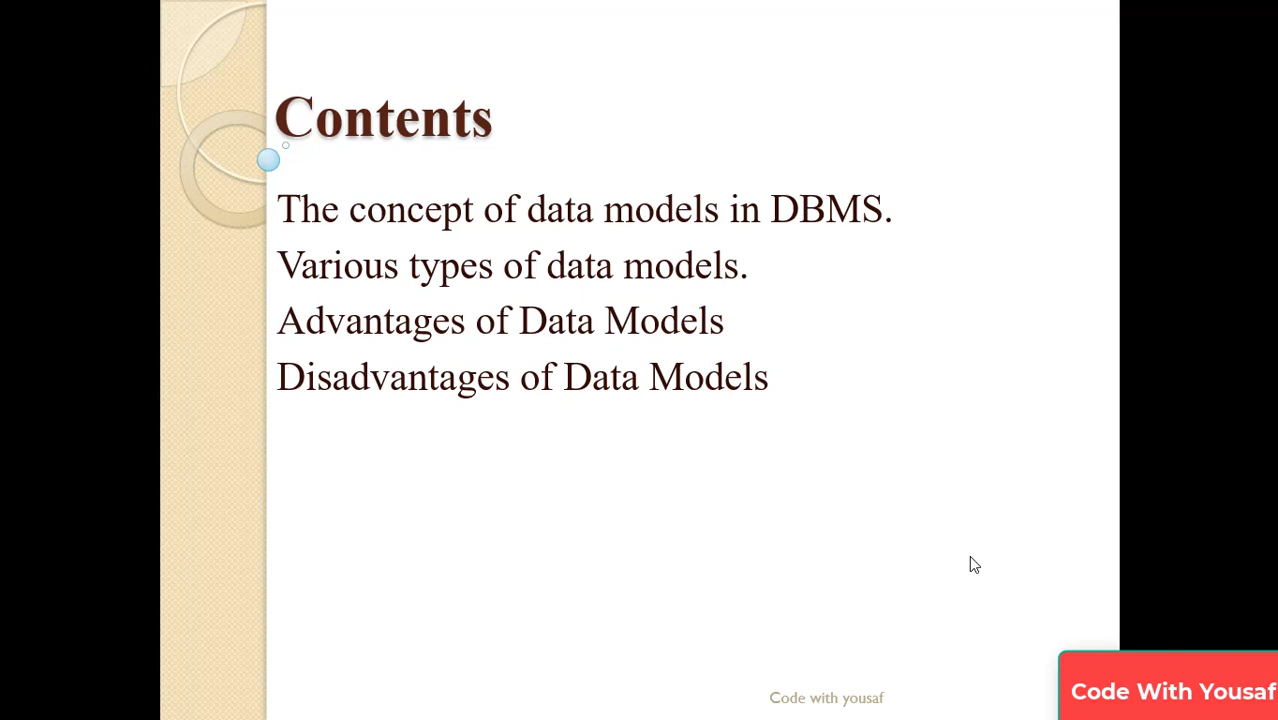 Contents
The concept of data models in DBMS.
Various types of data models.
Advantages of Data Models
Disadvantages of Data Models
Code with yousaf
Code With Yousaf